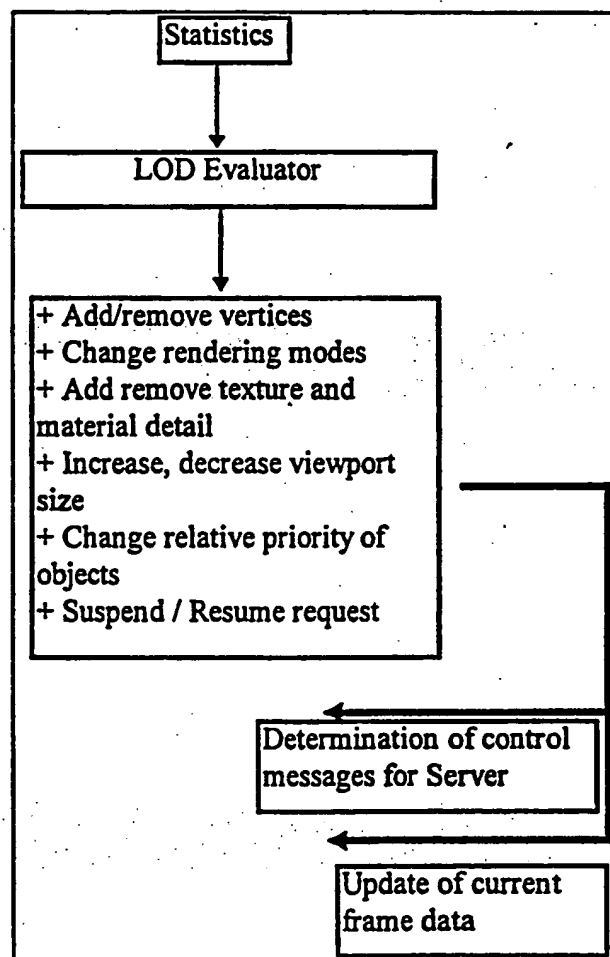 Statistics
LOD Evaluator
+ Add/remove vertices
+ Change rendering modes
+ Add remove texture and
material detail
+ Increase, decrease viewport
size
+ Change relative priority of
objects
+ Suspend / Resume request
Determination of control
messages for Server
Update of current
frame data